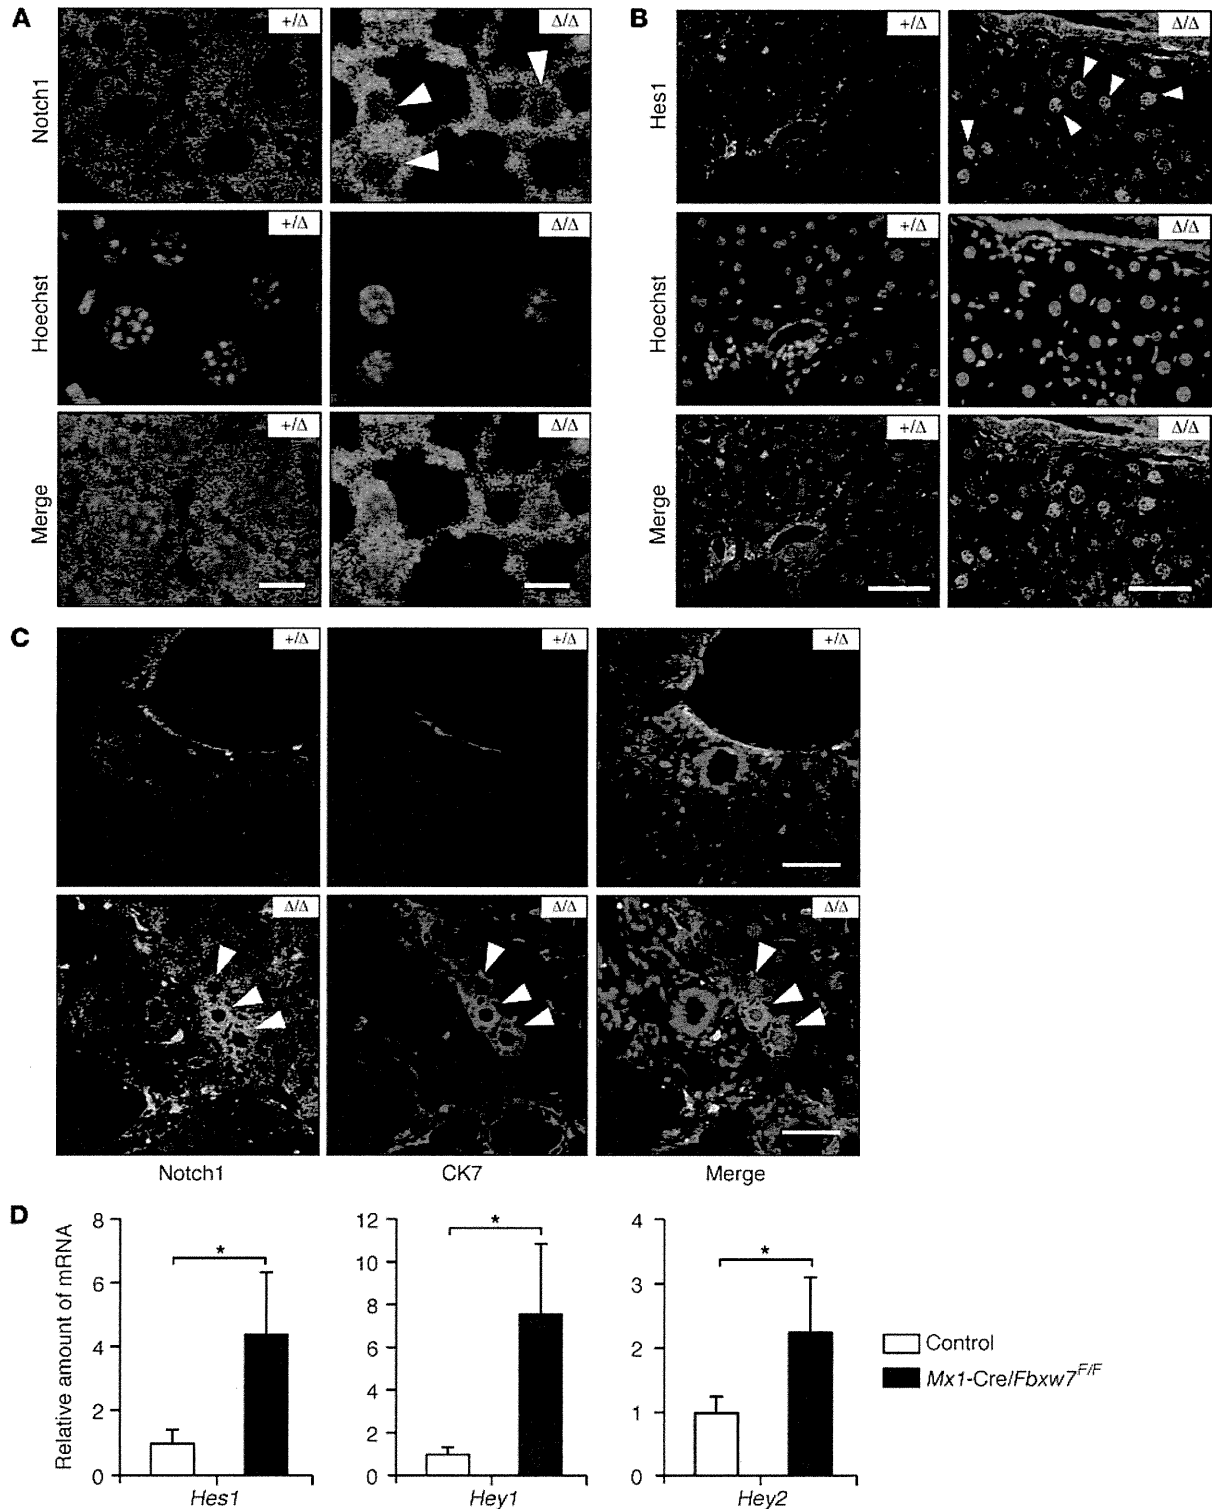 A
B
+/Δ
Δ/Δ
+/Δ
Δ/Δ
Notch1
Hes1
+/Δ
Δ/Δ
+/Δ
Δ/Δ
Hoechst
Hoechst
+/Δ
Δ/Δ
+/Δ
Δ/Δ
Merge
Merge
C
+/Δ
+/Δ
+/Δ
Δ/Δ
Δ/Δ
Δ/Δ
Notch1
CK7
Merge
D
Relative amount of mRNA
8
6
4
2
0
*
Hes1
12
10
8
6
4
2
0
*
Hey1
4
3
2
1
0
*
Hey2
Control
Mx1-Cre/Fbxw7^F/F